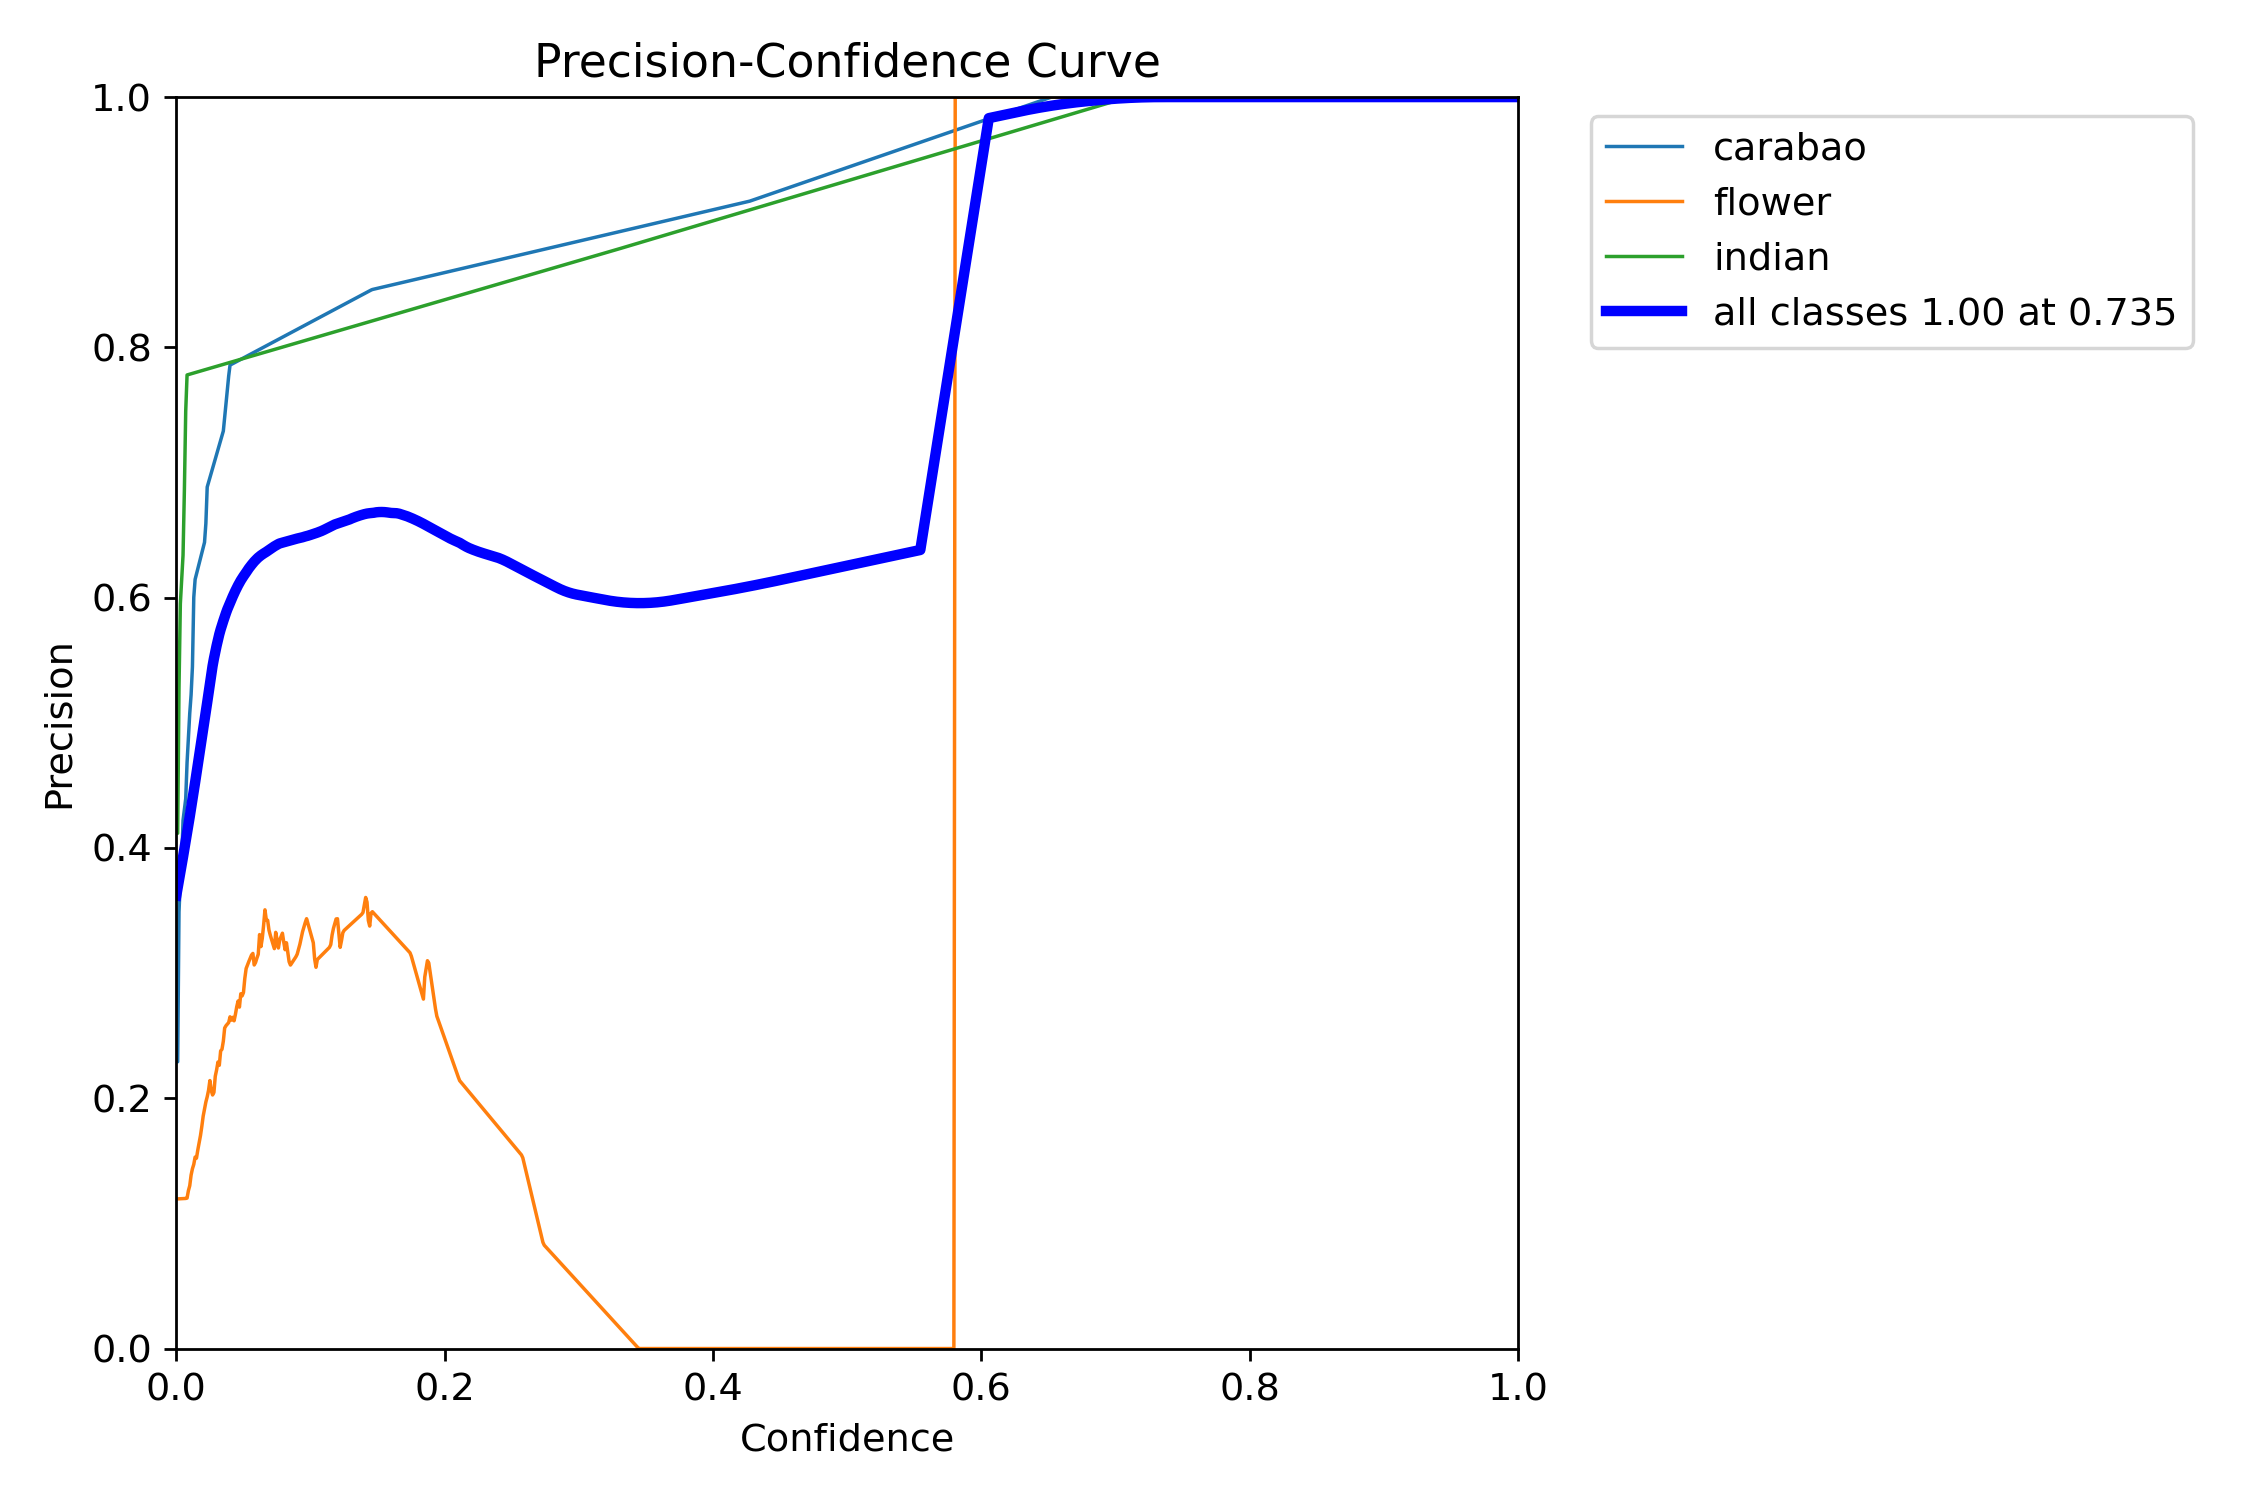 Precision-Confidence Curve
1.0
0.8
0.6
0.4
0.2
0.0
Precision
0.0 0.2 0.4 0.6 0.8 1.0
Confidence
carabao
flower
indian
all classes 1.00 at 0.735